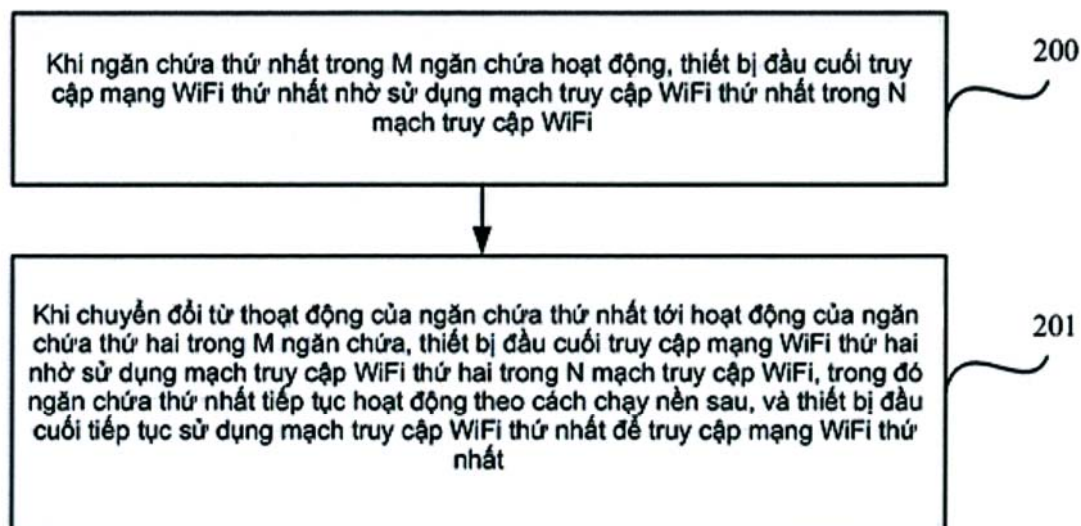 Khi ngăn chứa thứ nhất trong M ngăn chứa hoạt động, thiết bị đầu cuối truy
cập mạng WiFi thứ nhất nhờ sử dụng mạch truy cập WiFi thứ nhất trong N
mạch truy cập WiFi
200
Khi chuyển đổi từ thoạt động của ngăn chứa thứ nhất tới hoạt động của ngăn
chứa thứ hai trong M ngăn chứa, thiết bị đầu cuối truy cập mạng WiFi thứ hai
nhờ sử dụng mạch truy cập WiFi thứ hai trong N mạch truy cập WiFi, trong đó
ngăn chứa thứ nhất tiếp tục hoạt động theo cách chạy nền sau, và thiết bị đầu
cuối tiếp tục sử dụng mạch truy cập WiFi thứ nhất để truy cập mạng WiFi thứ
nhất
201